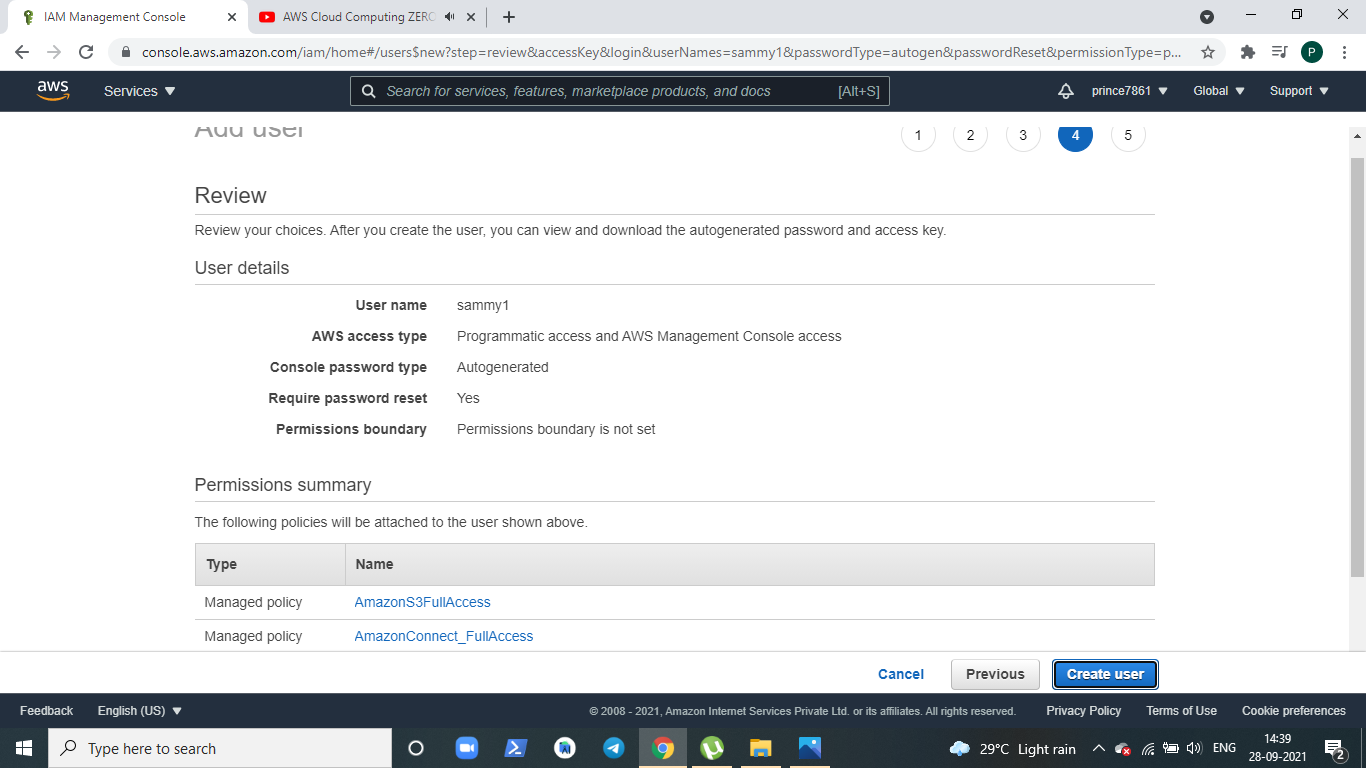 IAM Management Console
AWS Cloud Computing ZERO
console.aws.amazon.com/iam/home#/users$new?step=review&accessKey&login&userNames=sammy1&passwordType=autogen&passwordReset&permissionType=p...
P
aws
Services
Search for services, features, marketplace products, and docs [Alt+S]
prince7861
Global
Support
Add user
1 2 3 4 5
Review
Review your choices. After you create the user, you can view and download the autogenerated password and access key.
User details
User name sammy1
AWS access type Programmatic access and AWS Management Console access
Console password type Autogenerated
Require password reset Yes
Permissions boundary Permissions boundary is not set
Permissions summary
The following policies will be attached to the user shown above.
Type Name
Managed policy AmazonS3FullAccess
Managed policy AmazonConnect_FullAccess
Cancel Previous Create user
Feedback English (US) © 2008 - 2021, Amazon Internet Services Private Ltd. or its affiliates. All rights reserved. Privacy Policy Terms of Use Cookie preferences
Type here to search
29°C Light rain
ENG
14:39
28-09-2021
2